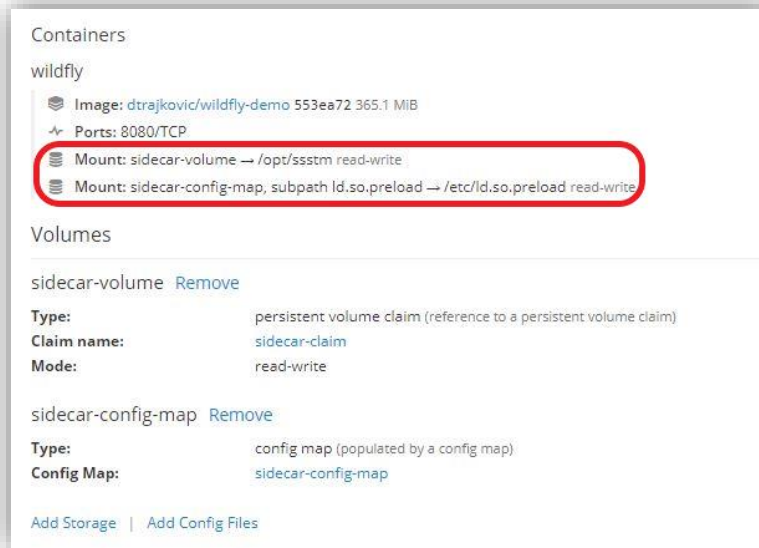 Containers
wildfly
Image: dtrajkovic/wildfly-demo 553ea72 365.1 MiB
Ports: 8080/TCP
Mount: sidecar-volume → /opt/ssstm read-write
Mount: sidecar-config-map, subpath ld.so.preload → /etc/ld.so.preload read-write
Volumes
sidecar-volume Remove
Type: persistent volume claim (reference to a persistent volume claim)
Claim name: sidecar-claim
Mode: read-write
sidecar-config-map Remove
Type: config map (populated by a config map)
Config Map: sidecar-config-map
Add Storage | Add Config Files